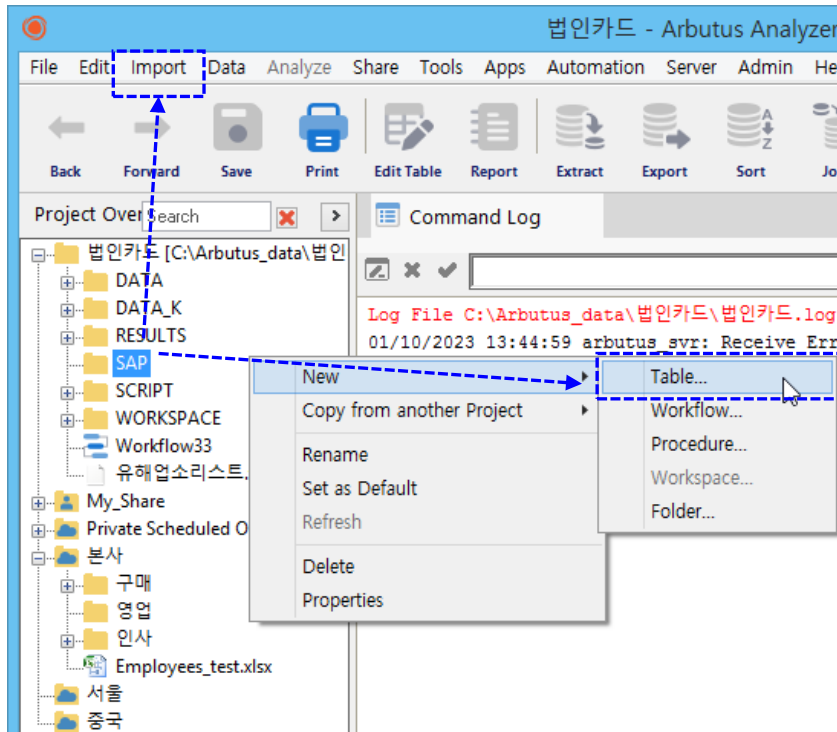 법인카드 - Arbutus Analyzer
File Edit Import Data Analyze Share Tools Apps Automation Server Admin He
Back Forward Save Print Edit Table Report Extract Export Sort Jo
Project Over Search
Command Log
법인카드 [C:\Arbutus_data\법인
DATA
DATA_K
RESULTS
SAP
SCRIPT
WORKSPACE
Workflow33
유해업소리스트.
My_Share
Private Scheduled O
본사
구매
영업
인사
Employees_test.xlsx
서울
중국
Log File C:\Arbutus_data\법인카드\법인카드.log
01/10/2023 13:44:59 arbutus_svr: Receive Err
New
Copy from another Project
Rename
Set as Default
Refresh
Delete
Properties
Table...
Workflow...
Procedure...
Workspace...
Folder...